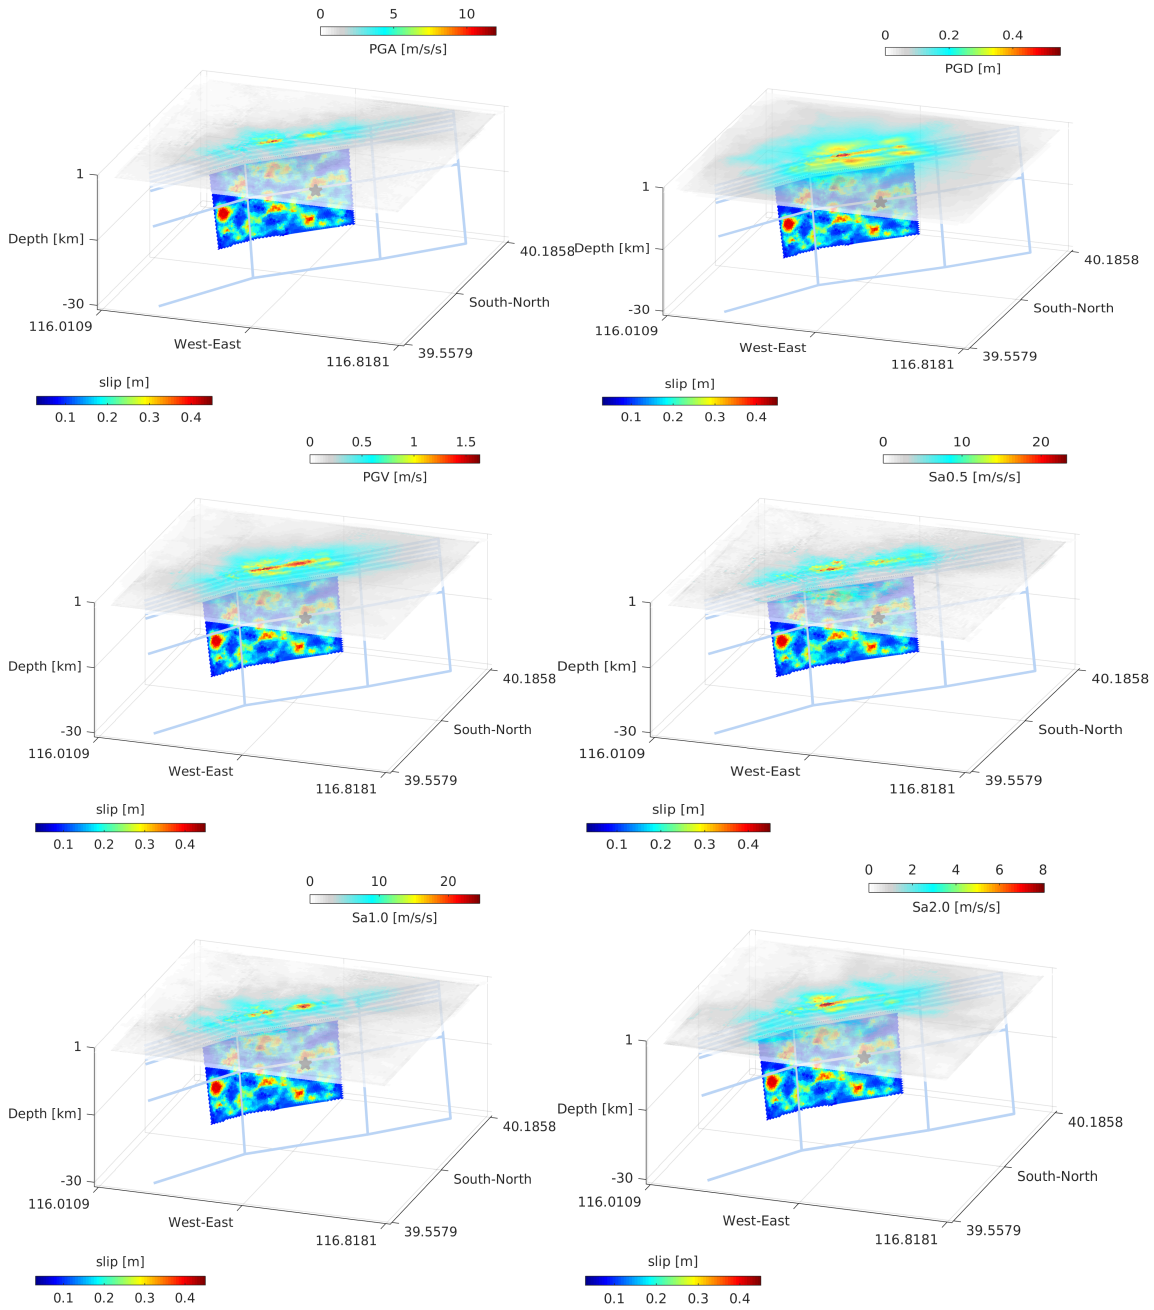 0 5 10
PGA [m/s/s]
1
Depth [km]
-30
116.0109
West-East
116.8181
39.5579
South-North
40.1858
slip [m]
0.1 0.2 0.3 0.4
0 0.2 0.4
PGD [m]
1
Depth [km]
-30
116.0109
West-East
116.8181
39.5579
South-North
40.1858
slip [m]
0.1 0.2 0.3 0.4
0 0.5 1 1.5
PGV [m/s]
1
Depth [km]
-30
116.0109
West-East
116.8181
39.5579
South-North
40.1858
slip [m]
0.1 0.2 0.3 0.4
0 10 20
Sa0.5 [m/s/s]
1
Depth [km]
-30
116.0109
West-East
116.8181
39.5579
South-North
40.1858
slip [m]
0.1 0.2 0.3 0.4
0 10 20
Sa1.0 [m/s/s]
1
Depth [km]
-30
116.0109
West-East
116.8181
39.5579
South-North
40.1858
slip [m]
0.1 0.2 0.3 0.4
0 2 4 6 8
Sa2.0 [m/s/s]
1
Depth [km]
-30
116.0109
West-East
116.8181
39.5579
South-North
40.1858
slip [m]
0.1 0.2 0.3 0.4